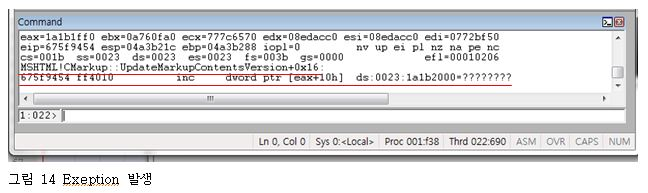 Command
eax=1a1b1ff0 ebx=0a760fa0 ecx=777c6570 edx=08edacc0 esi=08edacc0 edi=0772bf50
eip=675f9454 esp=04a3b21c ebp=04a3b288 iopl=0 nv up ei pl nz na pe nc
cs=001b ss=0023 ds=0023 es=0023 fs=003b gs=0000 efl=00010206
MSHTML!CMarkup::UpdateMarkupContentsVersion+0x16:
675f9454 ff4010 inc dword ptr [eax+10h] ds:0023:1a1b2000=????????
1:022>
Ln 0, Col 0 Sys 0:<Local> Proc 001:f38 Thrd 022:690 ASM OVR CAPS NUM
그림 14 Exeption 발생